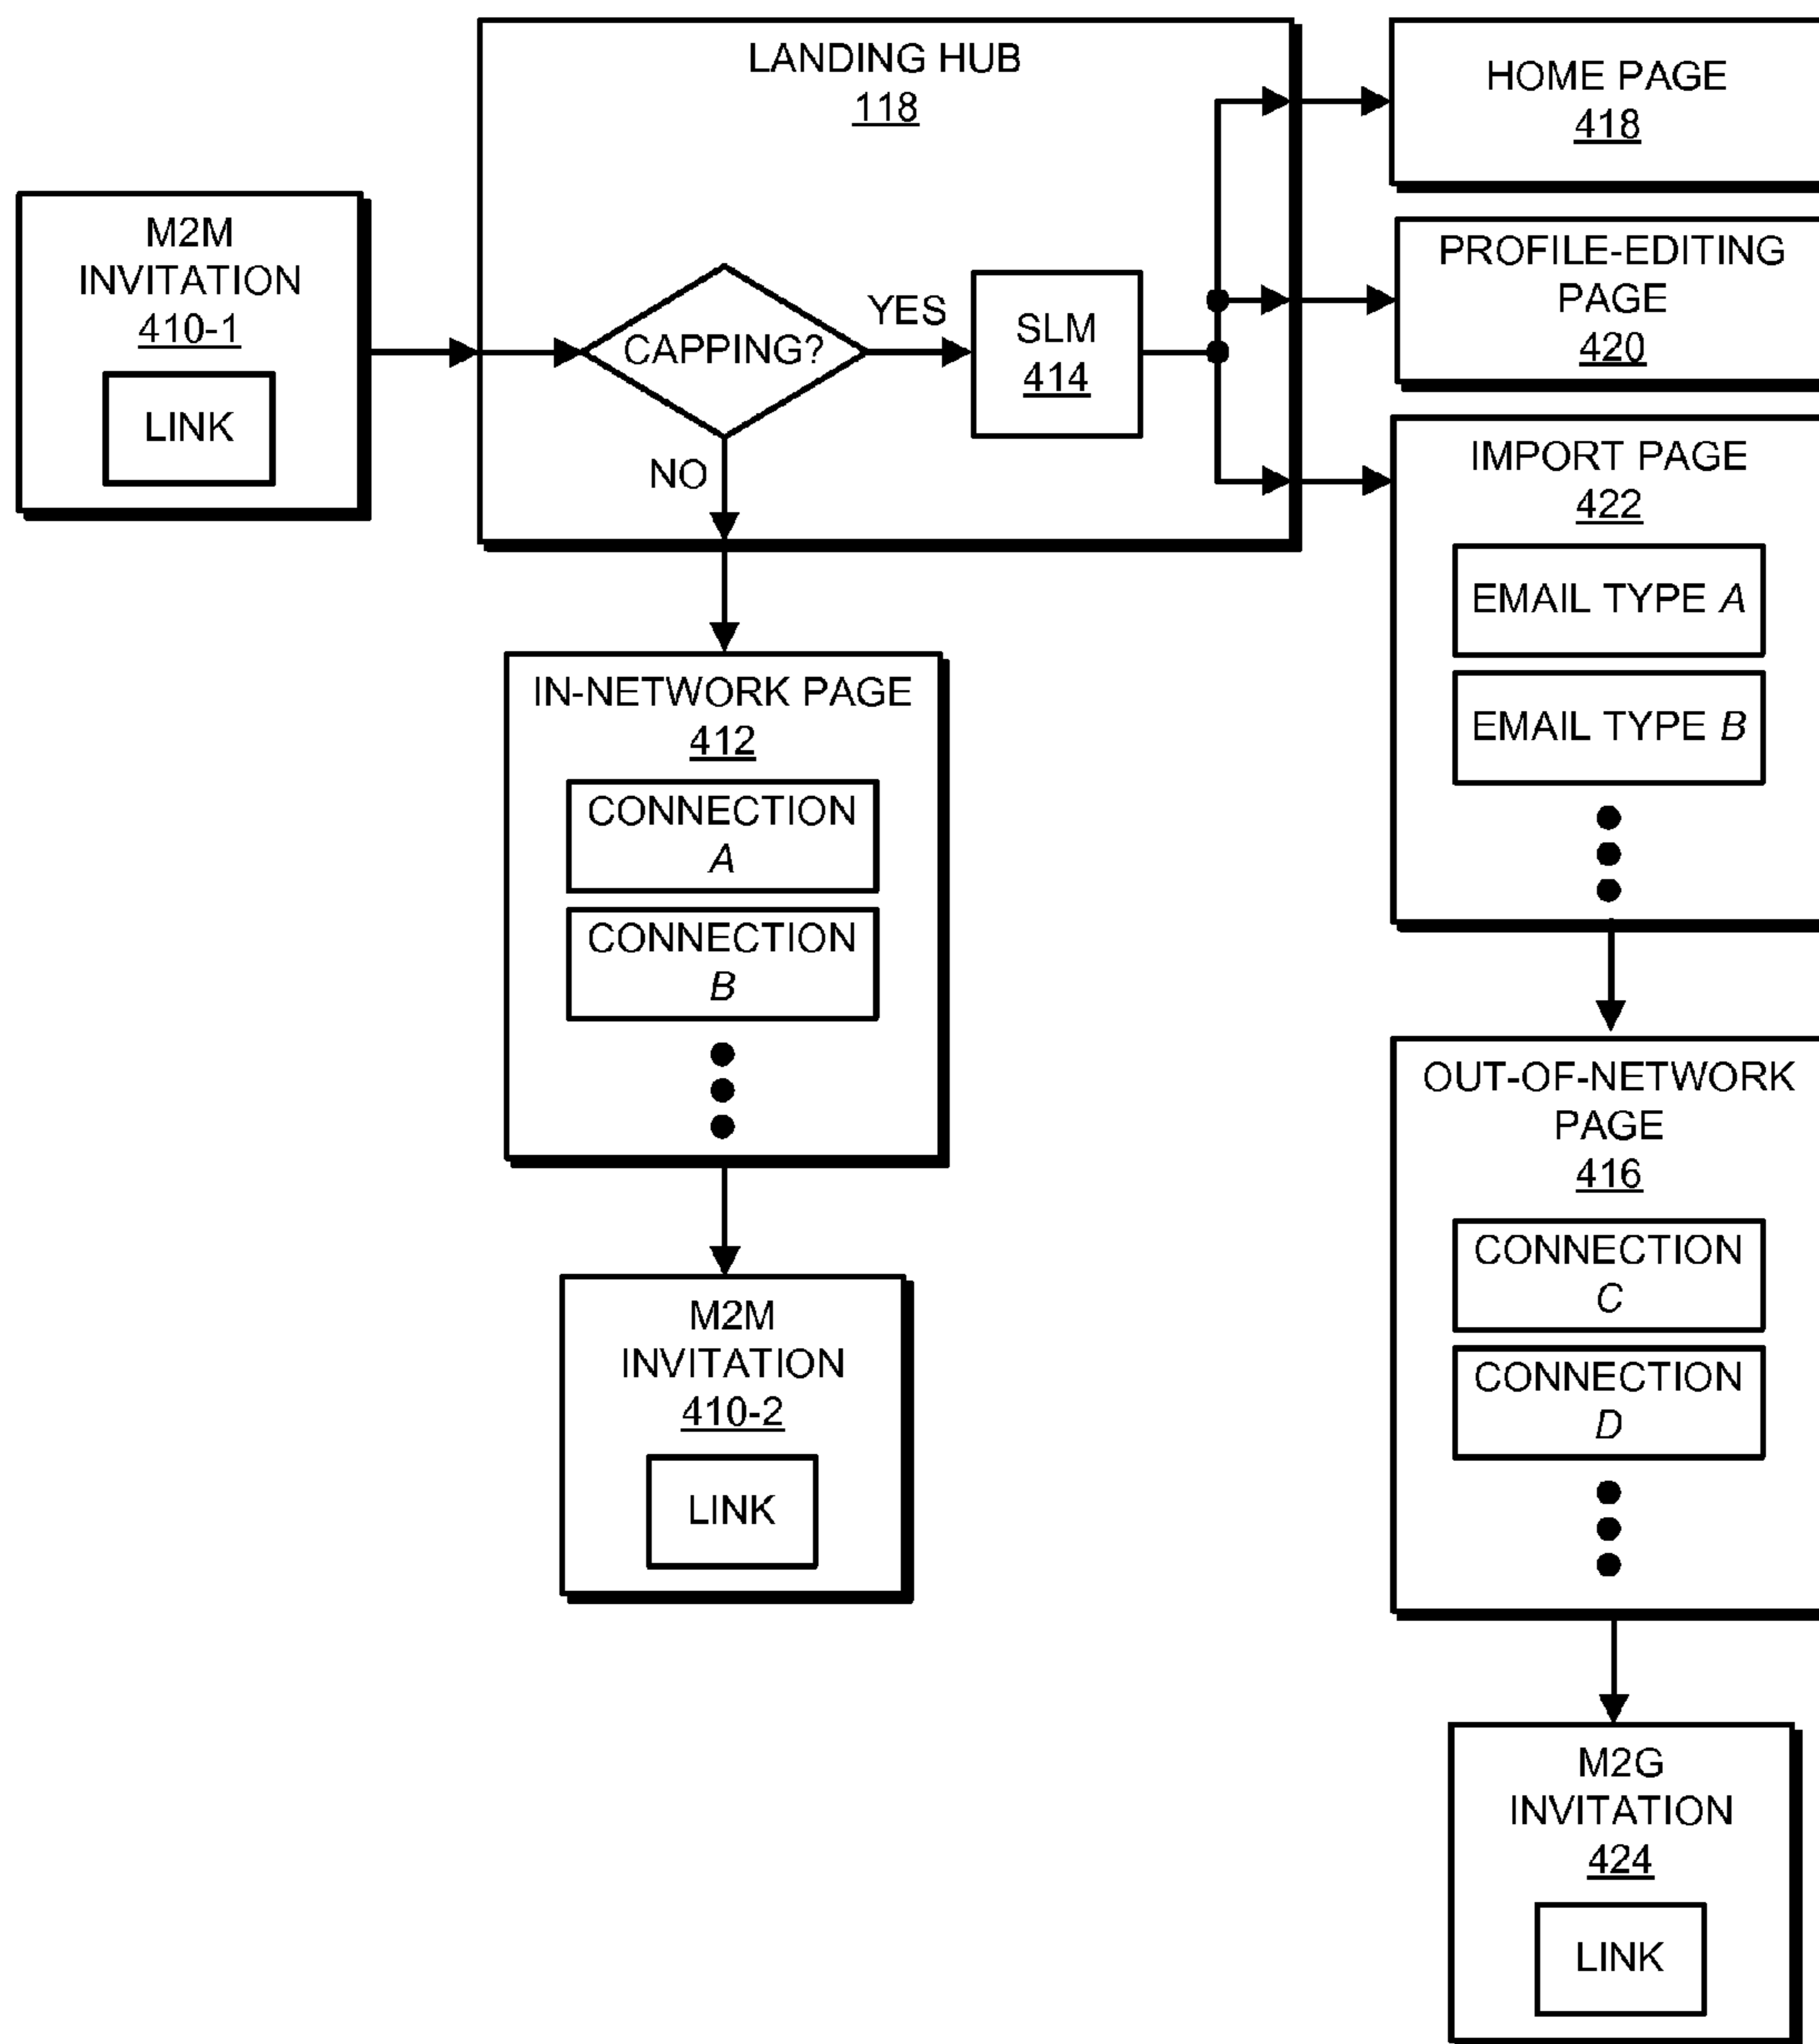 LANDING HUB
118
HOME PAGE
418
M2M
INVITATION
410-1
LINK
CAPPING?
YES
NO
SLM
414
PROFILE-EDITING
PAGE
420
IMPORT PAGE
422
EMAIL TYPE A
EMAIL TYPE B
IN-NETWORK PAGE
412
CONNECTION
A
CONNECTION
B
M2M
INVITATION
410-2
LINK
OUT-OF-NETWORK
PAGE
416
CONNECTION
C
CONNECTION
D
M2G
INVITATION
424
LINK